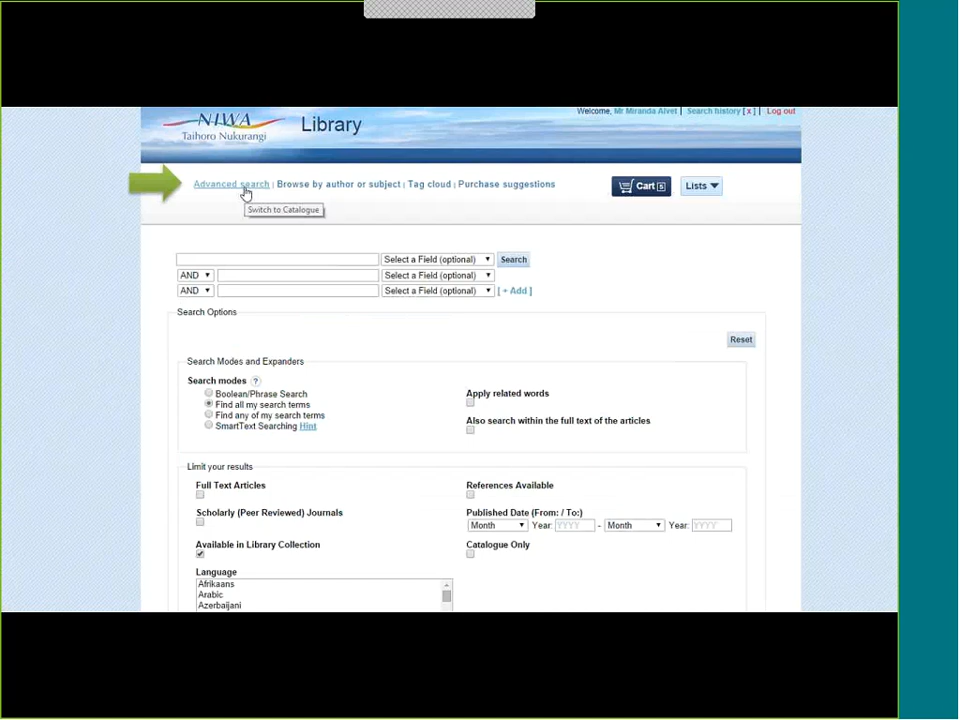 Welcome, Mr Miranda Alvet | Search history [x] | Log out
NIWA
Taihoro Nukurangi
Library
Advanced search | Browse by author or subject | Tag cloud | Purchase suggestions
Cart 5
Lists
Switch to Catalogue
Select a Field (optional) Search
AND Select a Field (optional)
AND Select a Field (optional) [ + Add ]
Search Options
Reset
Search Modes and Expanders
Search modes ?
Boolean/Phrase Search
Find all my search terms
Find any of my search terms
SmartText Searching Hint
Apply related words
Also search within the full text of the articles
Limit your results
Full Text Articles
References Available
Scholarly (Peer Reviewed) Journals
Published Date (From: / To:)
Month Year: YYYY - Month Year: YYYY
Available in Library Collection
Catalogue Only
Language
Afrikaans
Arabic
Azerbaijani